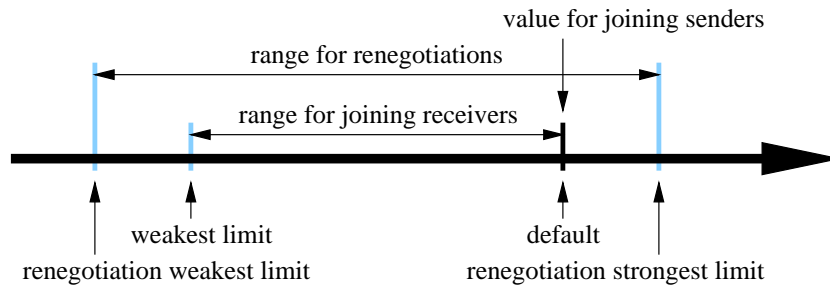 value for joining senders
range for renegotiations
range for joining receivers
weakest limit
default
renegotiation weakest limit
renegotiation strongest limit